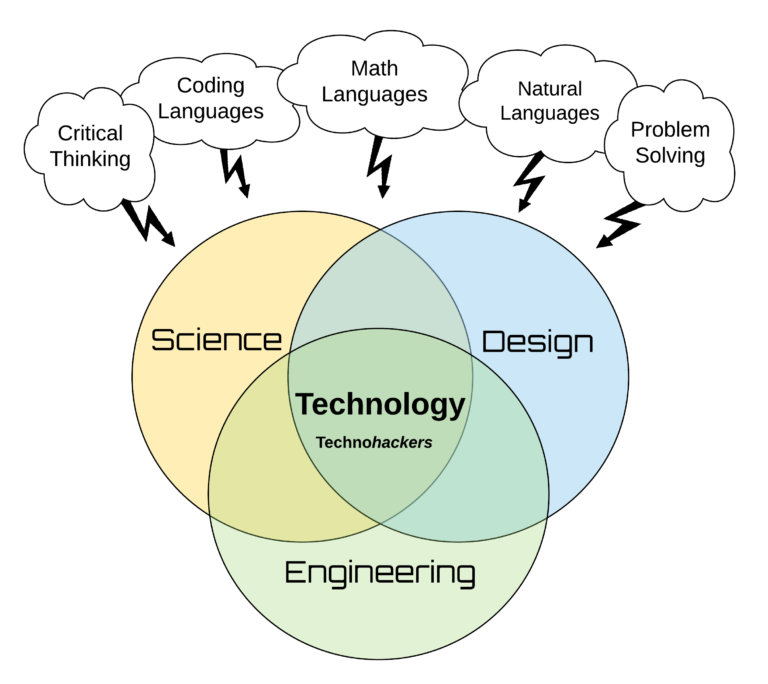 Critical
Thinking
Coding
Languages
Math
Languages
Natural
Languages
Problem
Solving
Science
Design
Technology
Technohackers
Engineering